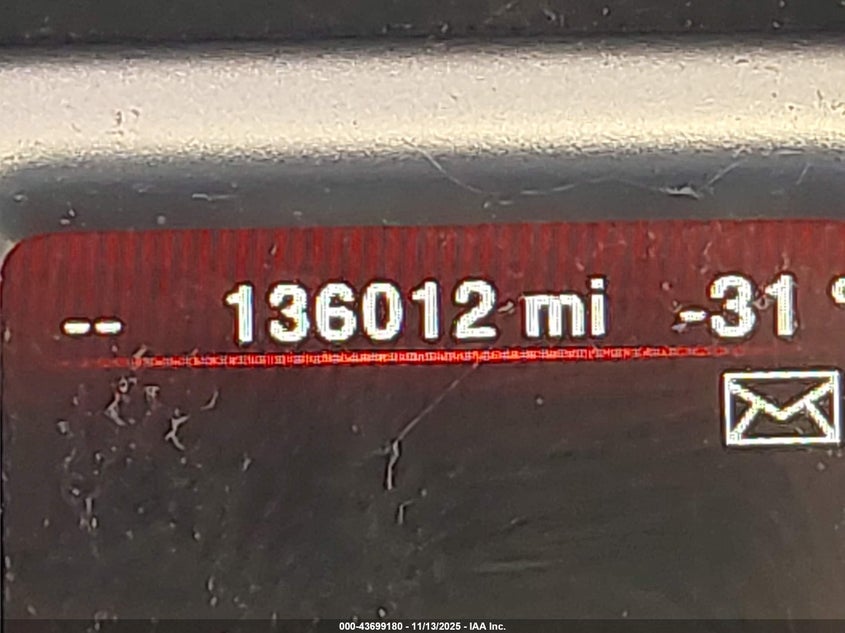 -- 136012 mi -31 °
000-43699180 - 11/13/2025 - IAA Inc.